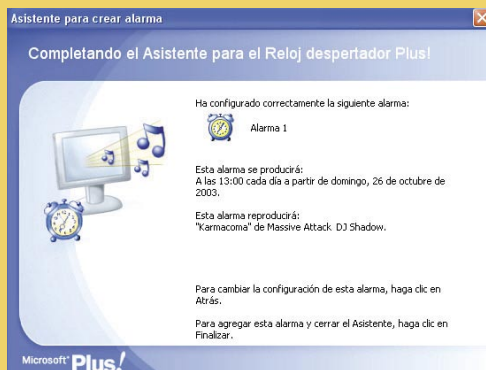 Asistente para crear alarma
Completando el Asistente para el Reloj despertador Plus!
Ha configurado correctamente la siguiente alarma:
Alarma 1
Esta alarma se producirá:
A las 13:00 cada día a partir de domingo, 26 de octubre de
2003.
Esta alarma reproducirá:
"Karmacoma" de Massive Attack DJ Shadow.
Para cambiar la configuración de esta alarma, haga clic en
Atrás.
Para agregar esta alarma y cerrar el Asistente, haga clic en
Finalizar.
Microsoft® Plus!